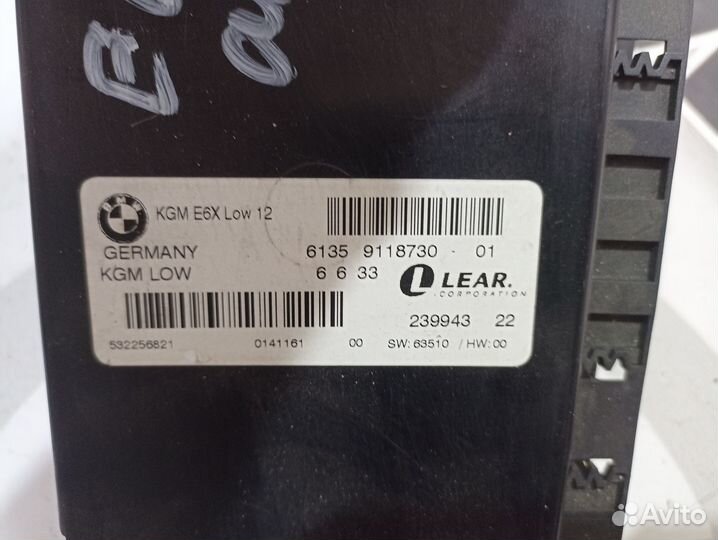 BMW
KGM E6X Low 12
GERMANY 6135 9118730 - 01
KGM LOW 6 6 33 LEAR.
CORPORATION
239943 22
532256821 0141161 00 SW: 63510 / HW: 00
Avito